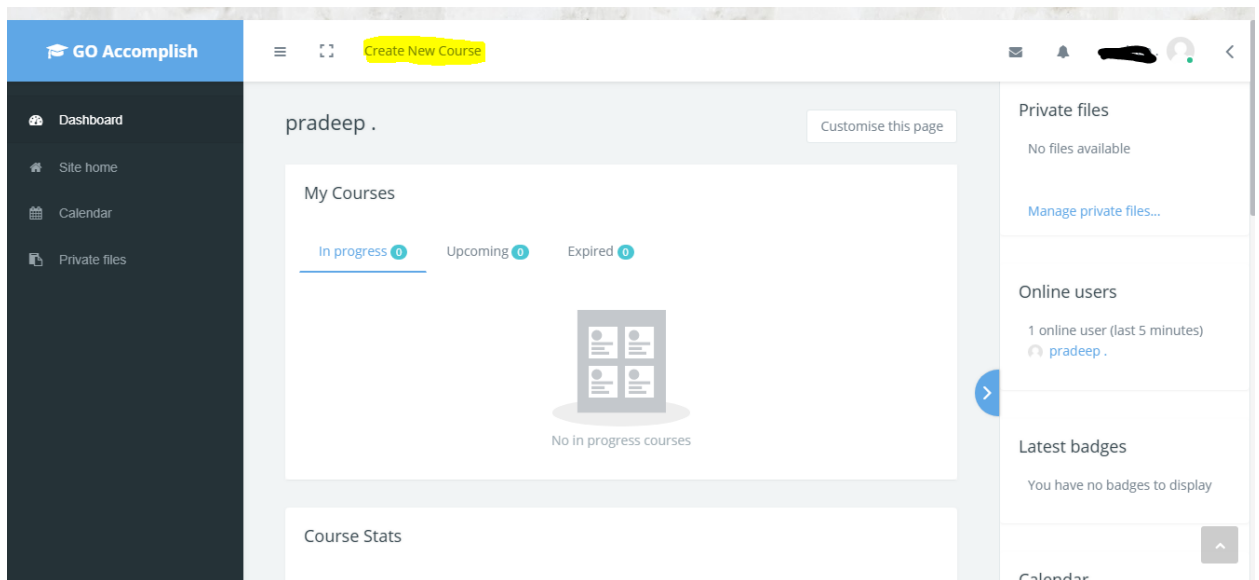 GO Accomplish
Create New Course
Dashboard
Site home
Calendar
Private files
pradeep .
Customise this page
My Courses
In progress 0
Upcoming 0
Expired 0
No in progress courses
Course Stats
Private files
No files available
Manage private files...
Online users
1 online user (last 5 minutes)
pradeep .
Latest badges
You have no badges to display
Calendar